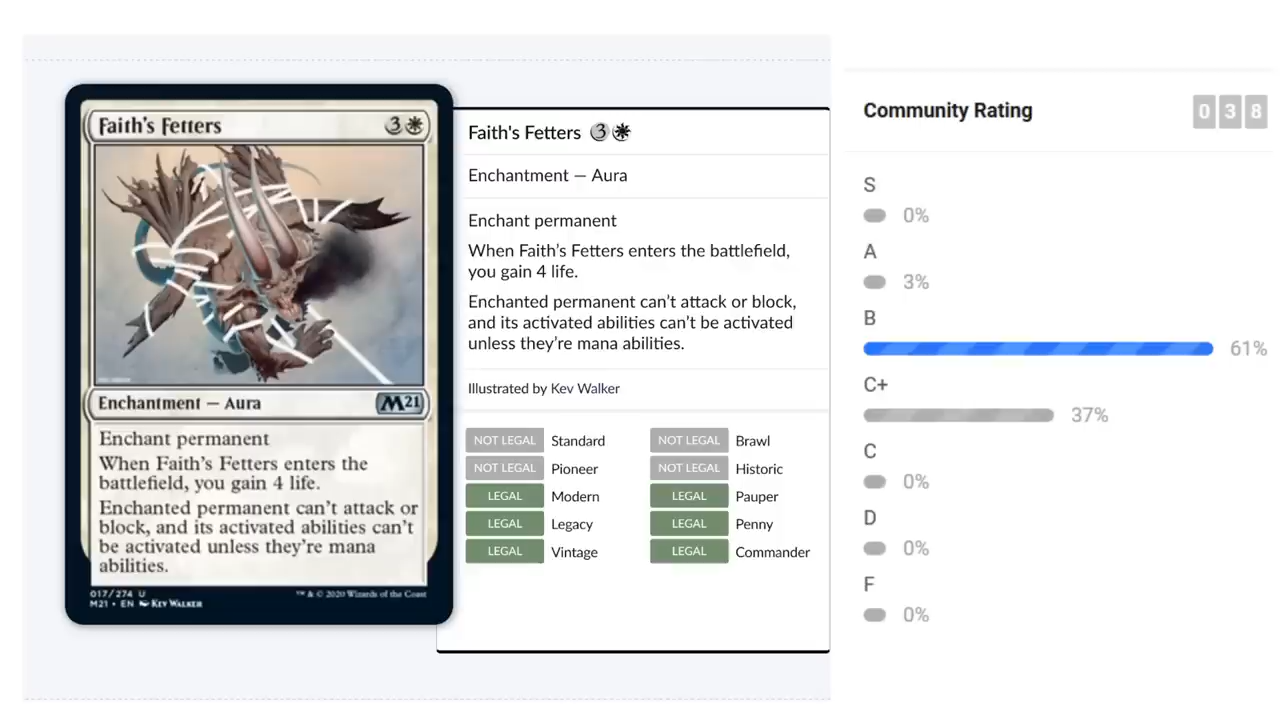 Faith's Fetters 3
Enchantment — Aura
M21
Enchant permanent
When Faith's Fetters enters the
battlefield, you gain 4 life.
Enchanted permanent can't attack or
block, and its activated abilities can't
be activated unless they're mana
abilities.
017/274 U
M21 • EN Kev Walker
™ & © 2020 Wizards of the Coast
Faith's Fetters 3
Enchantment — Aura
Enchant permanent
When Faith's Fetters enters the battlefield,
you gain 4 life.
Enchanted permanent can't attack or block,
and its activated abilities can't be activated
unless they're mana abilities.
Illustrated by Kev Walker
NOT LEGAL Standard NOT LEGAL Brawl
NOT LEGAL Pioneer NOT LEGAL Historic
LEGAL Modern LEGAL Pauper
LEGAL Legacy LEGAL Penny
LEGAL Vintage LEGAL Commander
Community Rating 0 3 8
S
0%
A
3%
B
61%
C+
37%
C
0%
D
0%
F
0%